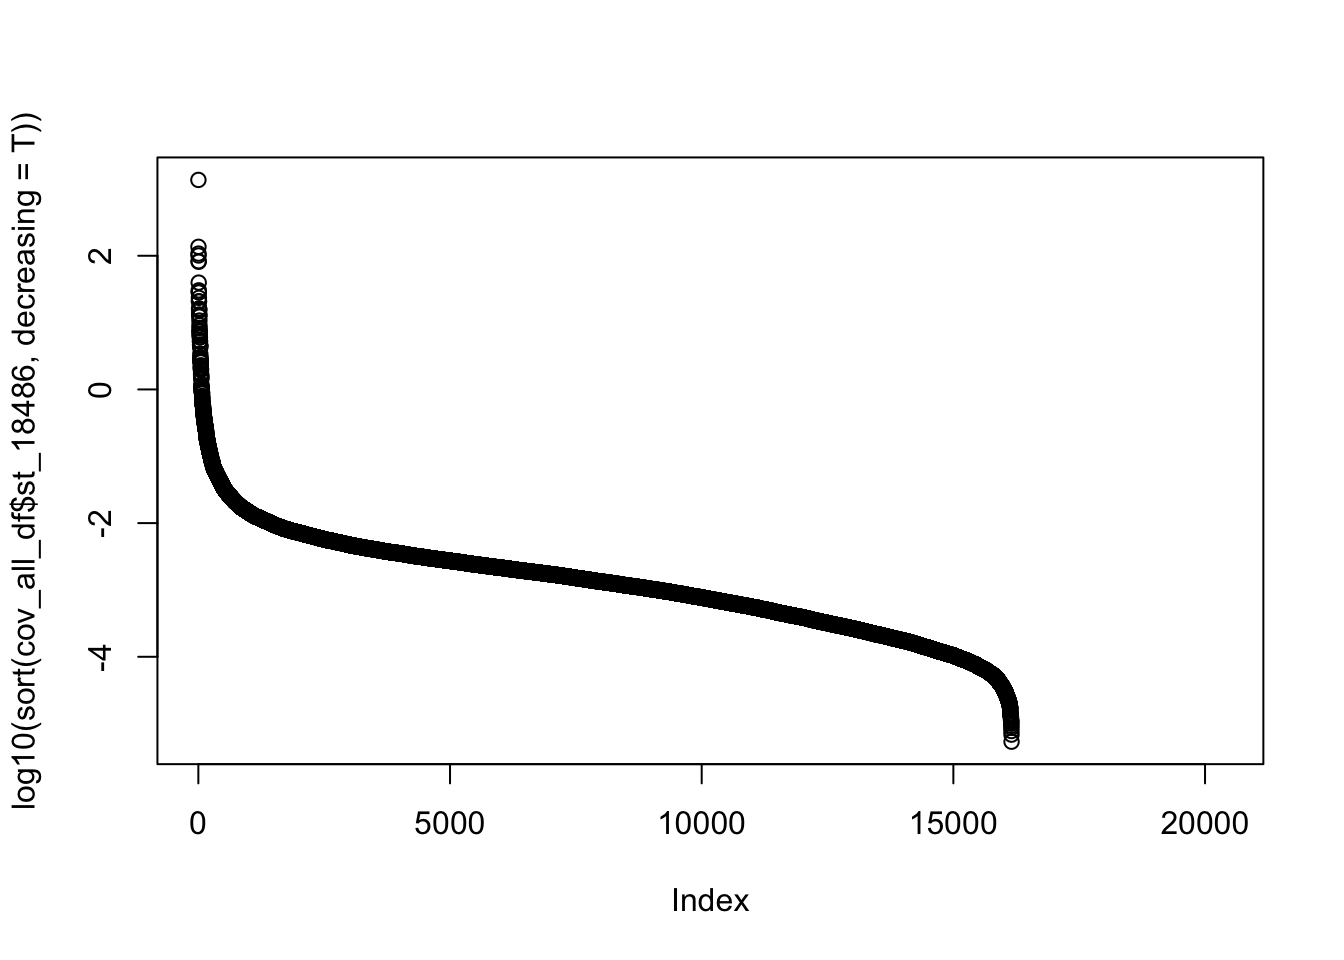 log10(sort(cov_all_df$st_18486, decreasing = T))
2
0
-2
-4
0 5000 10000 15000 20000
Index